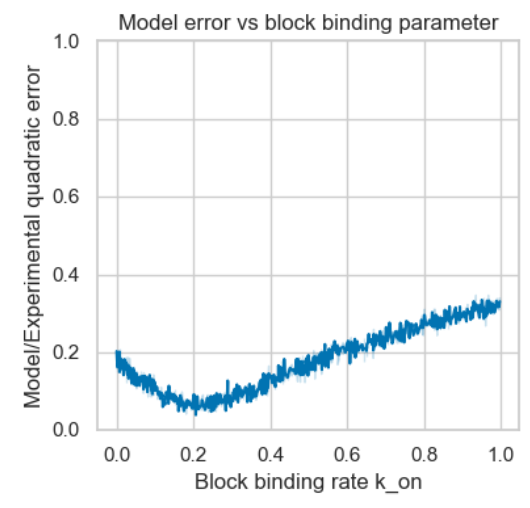 Model error vs block binding parameter
Model/Experimental quadratic error
1.0
0.8
0.6
0.4
0.2
0.0
0.0 0.2 0.4 0.6 0.8 1.0
Block binding rate k_on